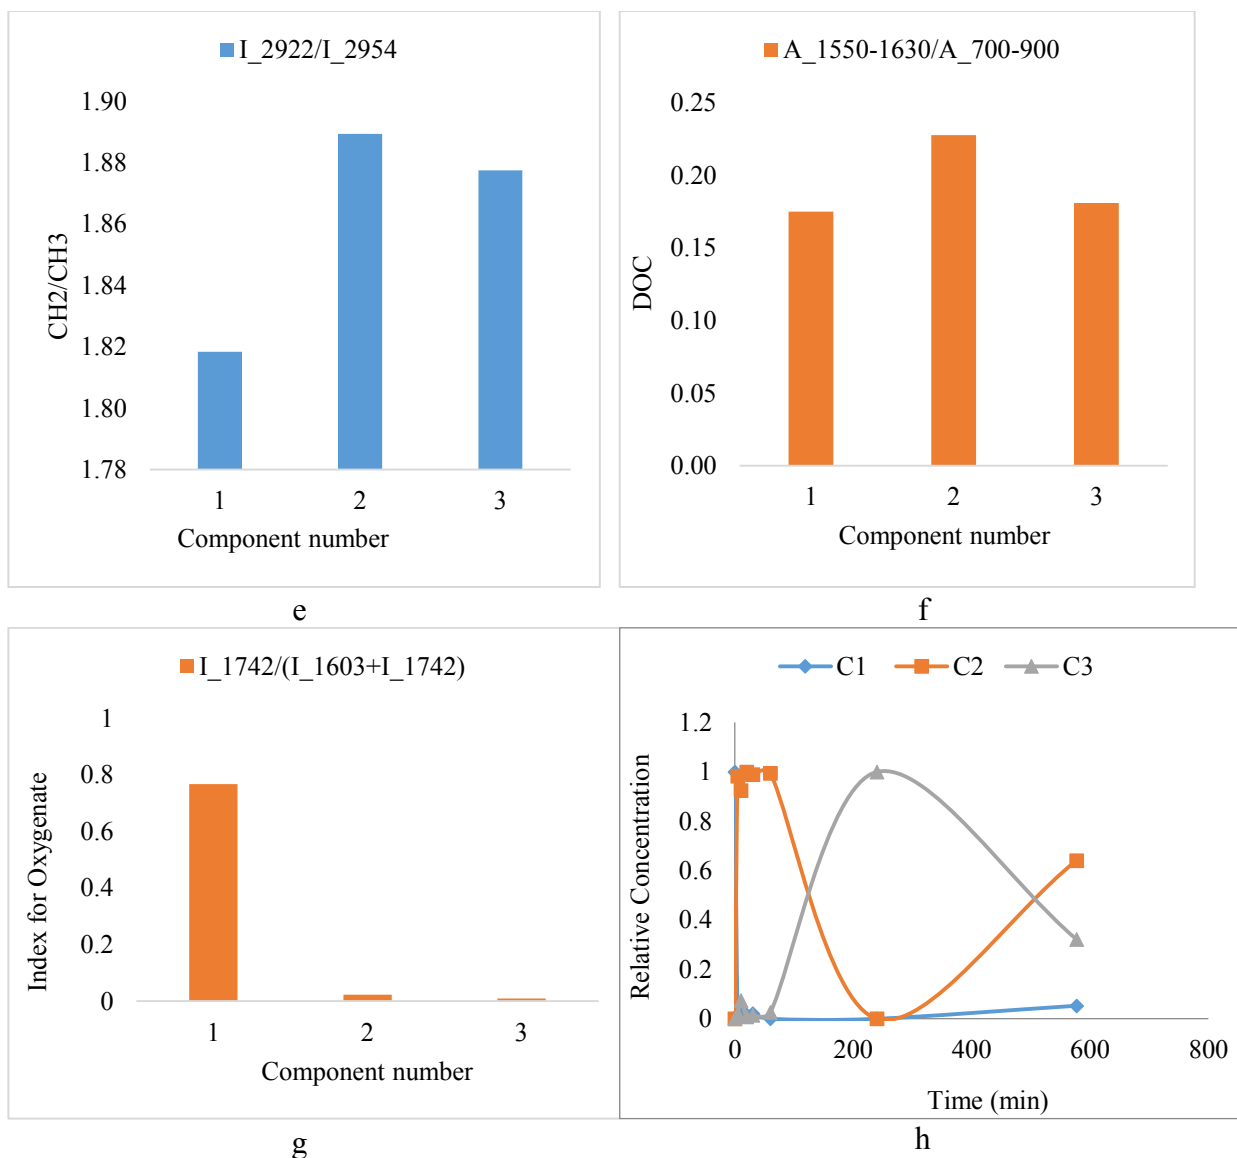 I_2922/I_2954
1.90
1.88
1.86
1.84
1.82
1.80
1.78
CH2/CH3
1
2
3
Component number
e
A_1550-1630/A_700-900
0.25
0.20
0.15
0.10
0.05
0.00
DOC
1
2
3
Component number
f
I_1742/(I_1603+I_1742)
1
0.8
0.6
0.4
0.2
0
Index for Oxygenate
1
2
3
Component number
g
C1
C2
C3
1.2
1
0.8
0.6
0.4
0.2
0
Relative Concentration
0
200
400
600
800
Time (min)
h